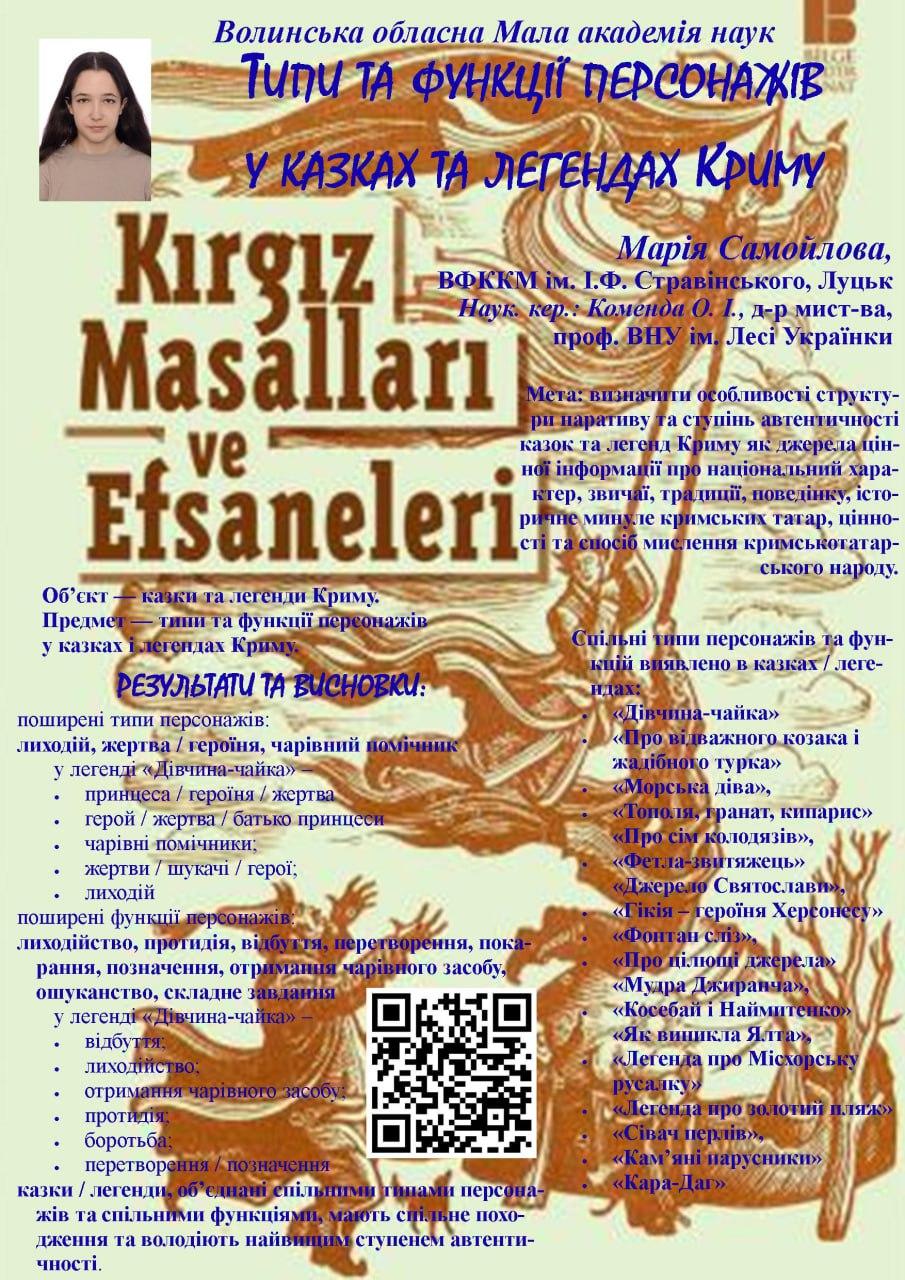 Волинська обласна Мала академія наук
Типи та функції персонажів
у казках та легендах Криму
Kırgız
Masalları
ve
Efsaneleri
Марія Самойлова,
ВФККМ ім. І.Ф. Стравінського, Луцьк
Наук. кер.: Коменда О. І., д-р мист-ва,
проф. ВНУ ім. Лесі Українки
Мета: визначити особливості структу-
ри наративу та ступінь автентичності
казок та легенд Криму як джерела цін-
ної інформації про національний хара-
ктер, звичаї, традиції, поведінку, істо-
ричне минуле кримських татар, цінно-
сті та спосіб мислення кримськотатар-
ського народу.
Об’єкт — казки та легенди Криму.
Предмет — типи та функції персонажів
у казках і легендах Криму.
Результати та висновки:
поширені типи персонажів:
лиходій, жертва / героїня, чарівний помічник
у легенді «Дівчина-чайка» –
• принцеса / героїня / жертва
• герой / жертва / батько принцеси
• чарівні помічники;
• жертви / шукачі / герої;
• лиходій
поширені функції персонажів:
лиходійство, протидія, відбуття, перетворення, пока-
рання, позначення, отримання чарівного засобу,
ошуканство, складне завдання
у легенді «Дівчина-чайка» –
• відбуття;
• лиходійство;
• отримання чарівного засобу;
• протидія;
• боротьба;
• перетворення / позначення
казки / легенди, об’єднані спільними типами персона-
жів та спільними функціями, мають спільне похо-
дження та володіють найвищим ступенем автенти-
чності.
Спільні типи персонажів та фун-
кцій виявлено в казках / леге-
ндах:
• «Дівчина-чайка»
• «Про відважного козака і
жадібного турка»
• «Морська діва»,
• «Тополя, гранат, кипарис»
«Про сім колодязів»,
• «Фетла-звитяжець»
«Джерело Святослави»,
• «Гікія – героїня Херсонесу»
• «Фонтан сліз»,
• «Про цілющі джерела»
«Мудра Джиранча»,
• «Косебай і Наймитенко»
«Як виникла Ялта»,
• «Легенда про Місхорську
русалку»
• «Легенда про золотий пляж»
• «Сівач перлів»,
• «Кам’яні парусники»
• «Кара-Даг»